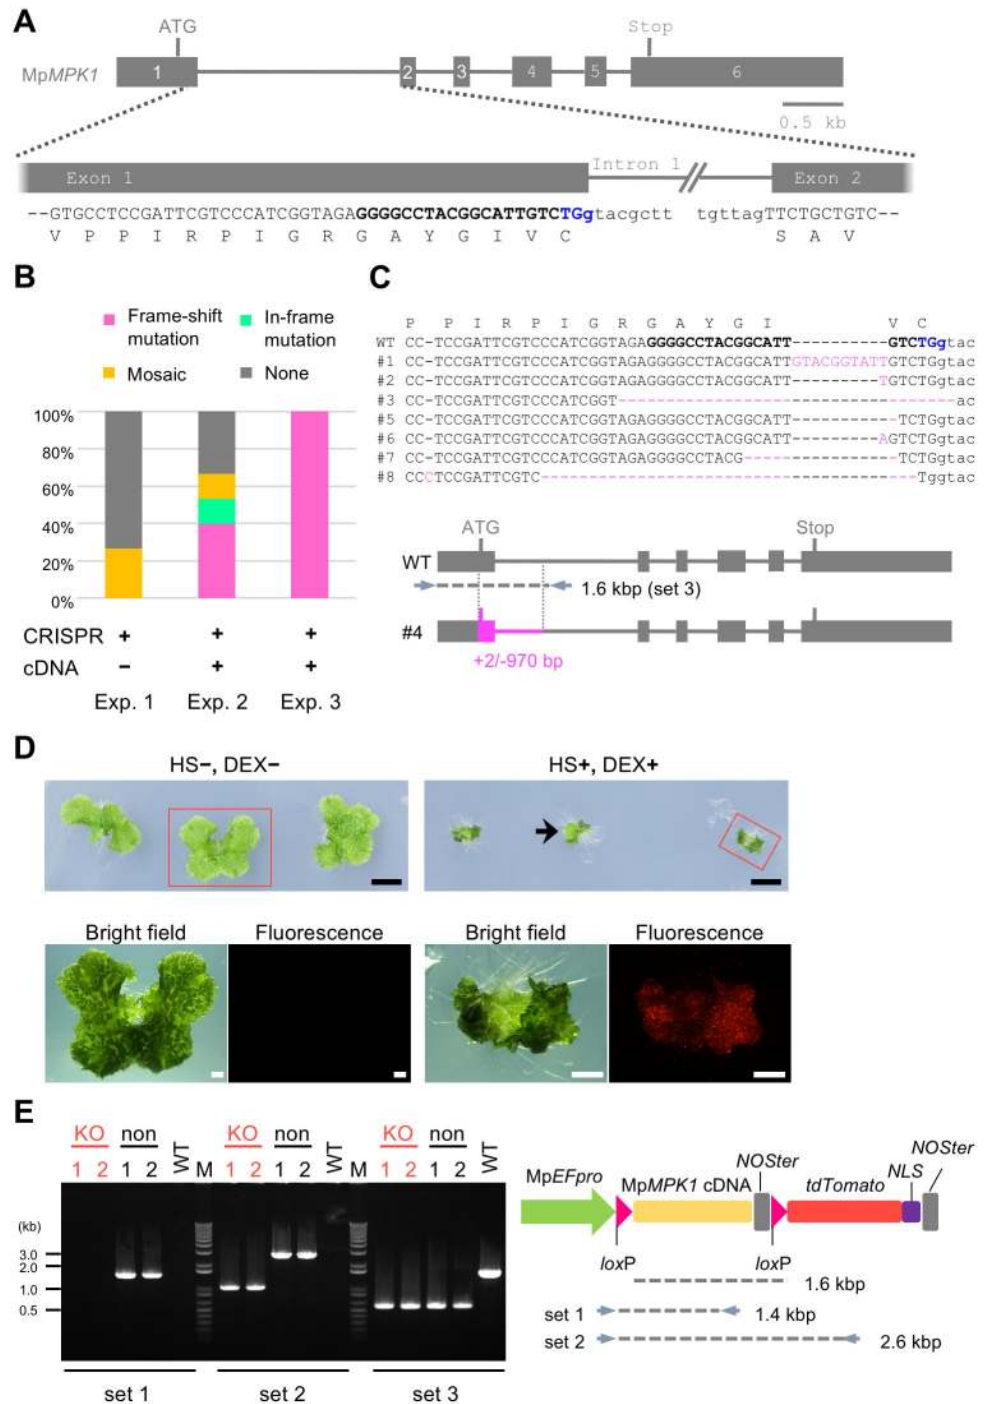 A
ATG
Stop
MpMPK1
1 2 3 4 5 6
0.5 kb
Exon 1
Intron 1
Exon 2
--GTGCCTCCGATTCGTCCCATCGGTAGAGGGGCCTACGGCATTGTCTGgtacgctt tgttagTTCTGCTGTC--
V P P I R P I G R G A Y G I V C S A V
B
Frame-shift mutation
In-frame mutation
Mosaic
None
100%
80%
60%
40%
20%
0%
CRISPR + + +
cDNA − + +
Exp. 1 Exp. 2 Exp. 3
C
P P I R P I G R G A Y G I V C
WT CC-TCCGATTCGTCCCATCGGTAGAGGGGCCTACGGCATT----------GTCTGgtac
#1 CC-TCCGATTCGTCCCATCGGTAGAGGGGCCTACGGCATTGTACGGTATTGTCTGgtac
#2 CC-TCCGATTCGTCCCATCGGTAGAGGGGCCTACGGCATT---------TGTCTGgtac
#3 CC-TCCGATTCGTCCCATCGGT-----------------------------------ac
#5 CC-TCCGATTCGTCCCATCGGTAGAGGGGCCTACGGCATT-----------TCTGgtac
#6 CC-TCCGATTCGTCCCATCGGTAGAGGGGCCTACGGCATT---------AGTCTGgtac
#7 CC-TCCGATTCGTCCCATCGGTAGAGGGGCCTACG----------------TCTGgtac
#8 CCCTCCGATTCGTC---------------------------------------Tggtac
ATG
Stop
WT
1.6 kbp (set 3)
#4
+2/-970 bp
D
HS−, DEX−
HS+, DEX+
Bright field
Fluorescence
Bright field
Fluorescence
E
KO non WT KO non WT KO non WT
1 2 1 2 M 1 2 1 2 M 1 2 1 2
(kb)
3.0
2.0
1.0
0.5
set 1 set 2 set 3
MpEFpro
MpMPK1 cDNA
NOSter
tdTomato
NLS
NOSter
loxP
loxP
1.6 kbp
set 1
1.4 kbp
set 2
2.6 kbp